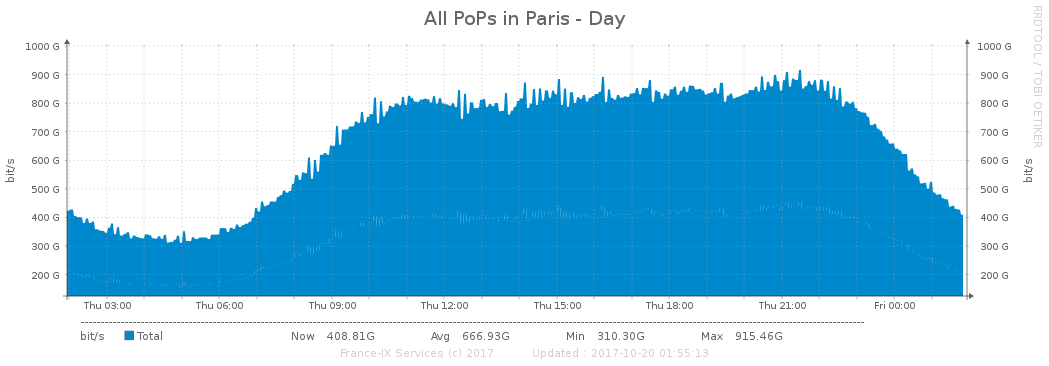 All PoPs in Paris - Day
RRDTOOL / TOBI OETIKER
1000 G 1000 G
900 G 900 G
800 G 800 G
700 G 700 G
600 G 600 G
500 G 500 G
400 G 400 G
300 G 300 G
200 G 200 G
bit/s bit/s
Thu 03:00 Thu 06:00 Thu 09:00 Thu 12:00 Thu 15:00 Thu 18:00 Thu 21:00 Fri 00:00
bit/s Total Now 408.81G Avg 666.93G Min 310.30G Max 915.46G
France-IX Services (c) 2017 Updated : 2017-10-20 01:55:13